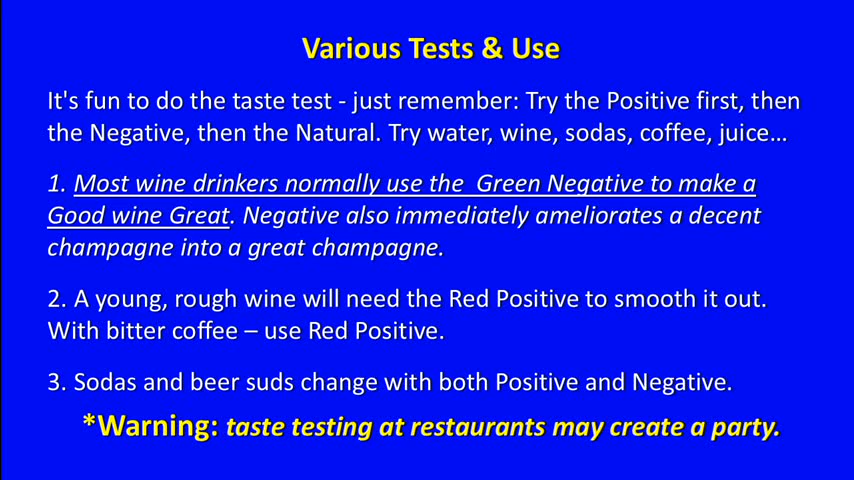 Various Tests & Use
It's fun to do the taste test - just remember: Try the Positive first, then
the Negative, then the Natural. Try water, wine, sodas, coffee, juice…
1. Most wine drinkers normally use the  Green Negative to make a
Good wine Great. Negative also immediately ameliorates a decent
champagne into a great champagne.
2. A young, rough wine will need the Red Positive to smooth it out.
With bitter coffee – use Red Positive.
3. Sodas and beer suds change with both Positive and Negative.
*Warning: taste testing at restaurants may create a party.